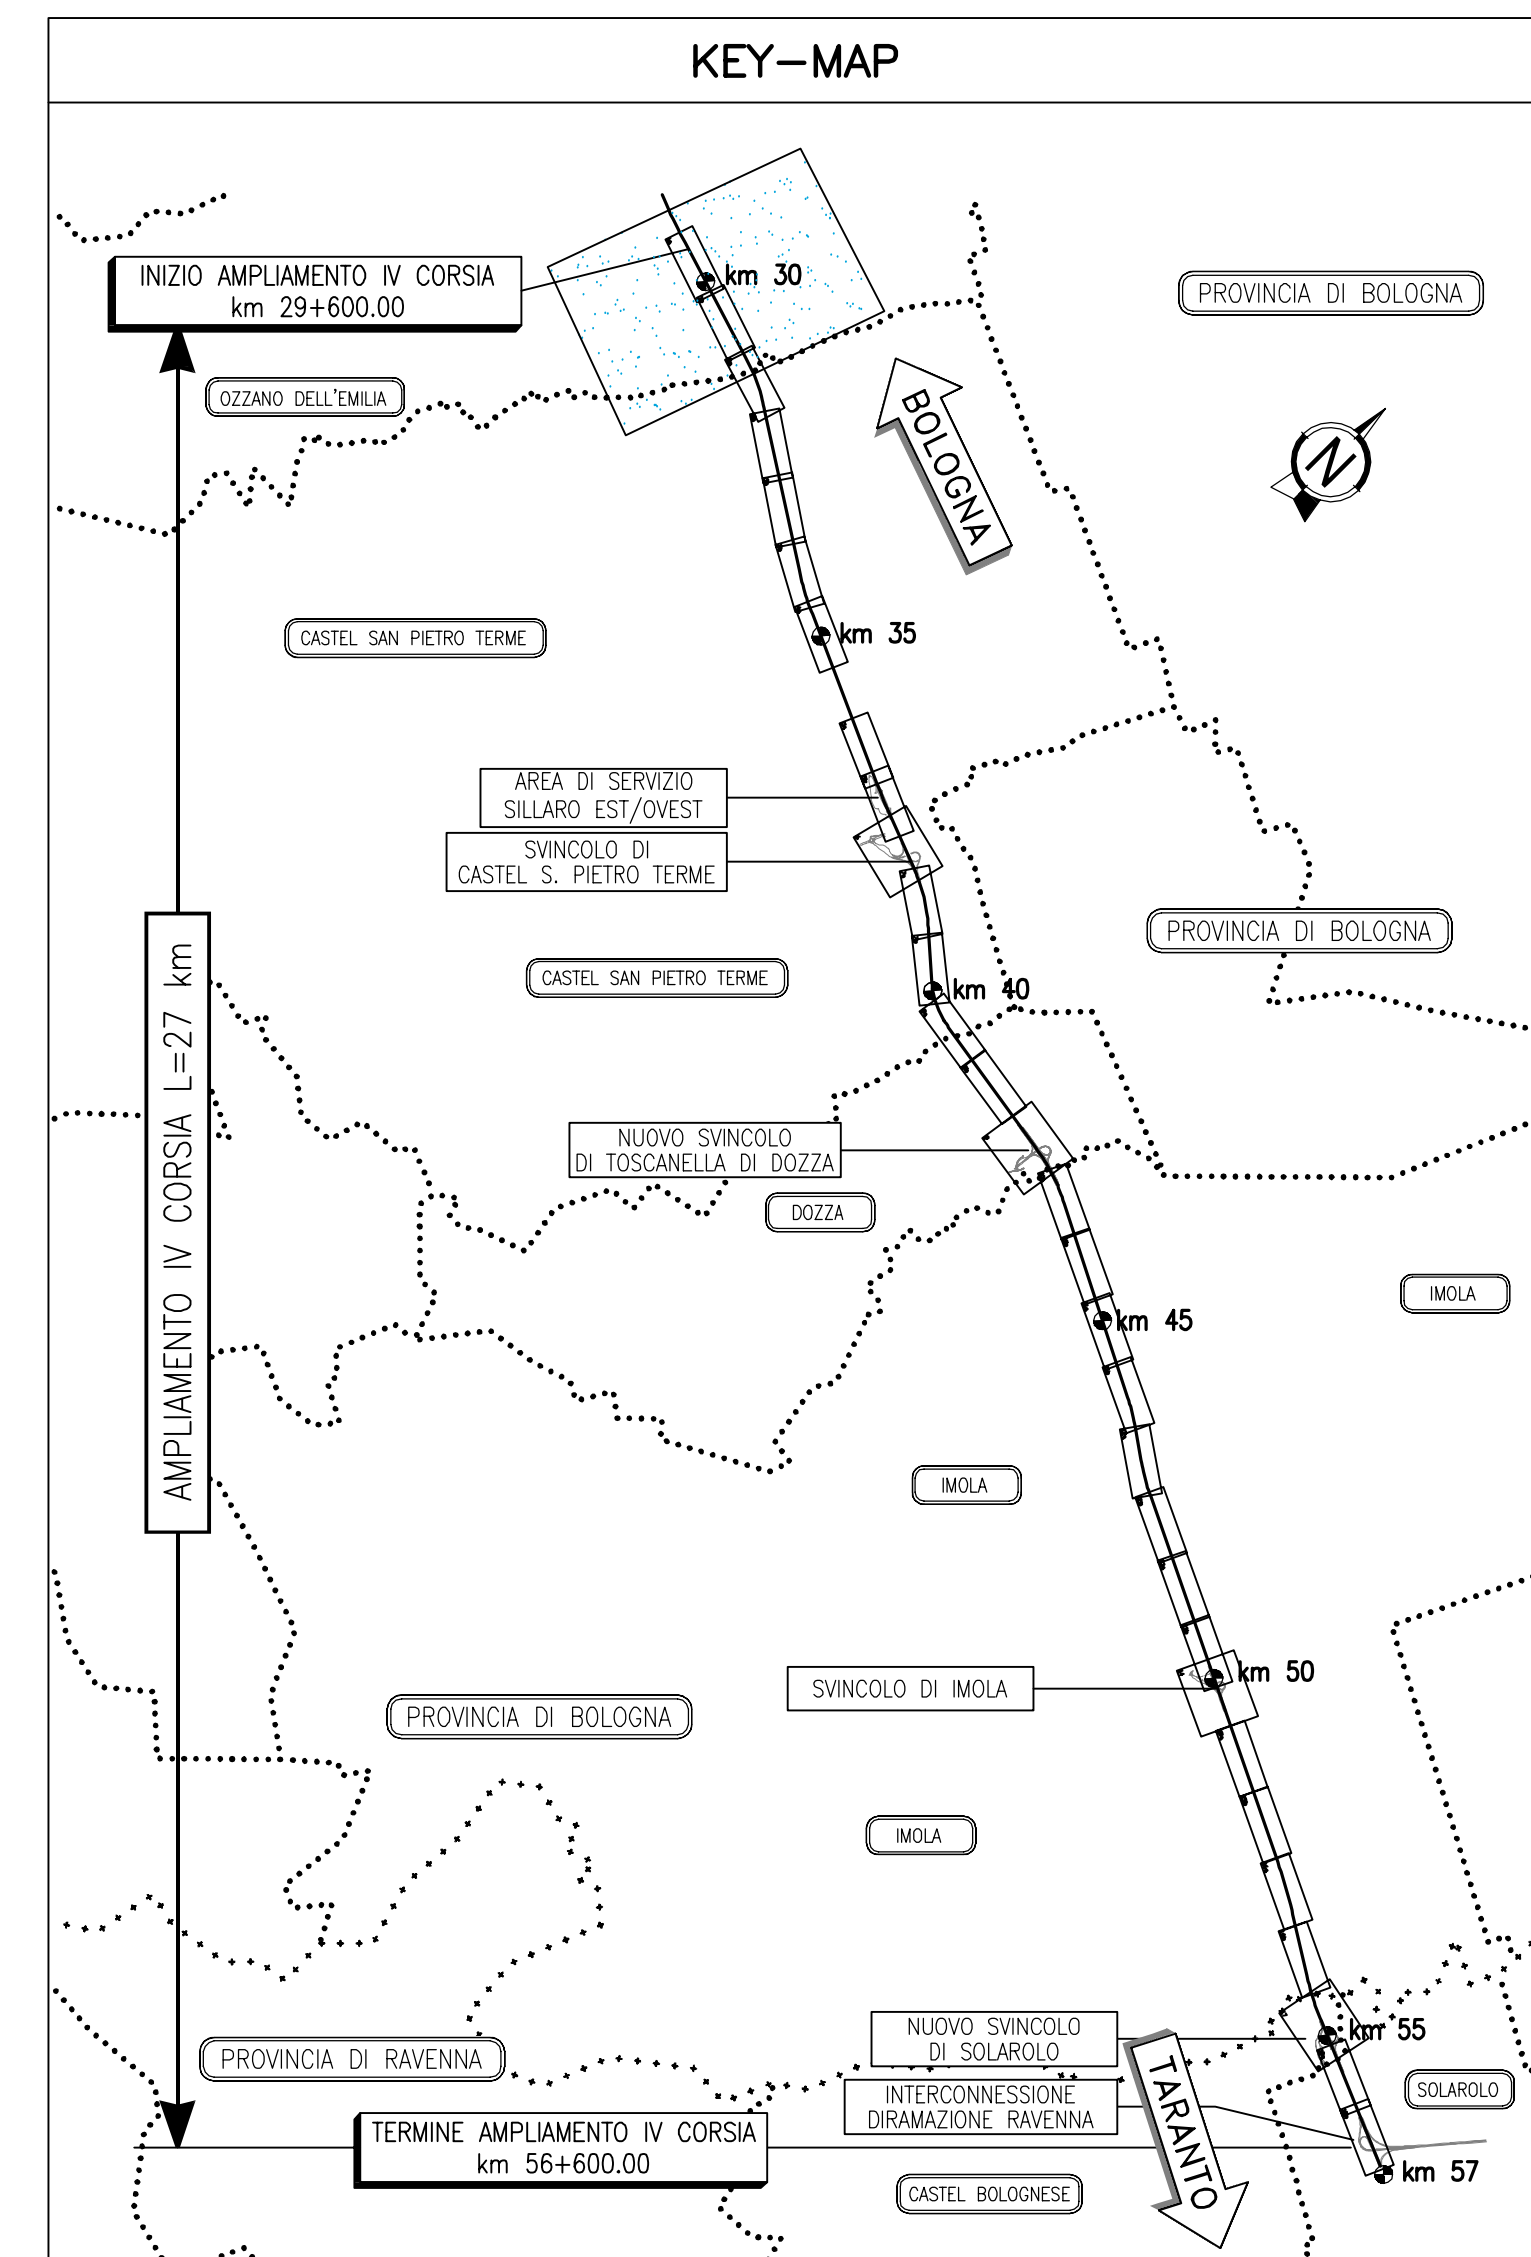 KEY-MAP
INIZIO AMPLIAMENTO IV CORSIA
km 29+600.00
km 30
PROVINCIA DI BOLOGNA
OZZANO DELL'EMILIA
BOLOGNA
N
CASTEL SAN PIETRO TERME
km 35
AREA DI SERVIZIO
SILLARO EST/OVEST
SVINCOLO DI
CASTEL S. PIETRO TERME
PROVINCIA DI BOLOGNA
CASTEL SAN PIETRO TERME
km 40
AMPLIAMENTO IV CORSIA L=27 km
NUOVO SVINCOLO
DI TOSCANELLA DI DOZZA
DOZZA
IMOLA
km 45
IMOLA
km 50
SVINCOLO DI IMOLA
PROVINCIA DI BOLOGNA
IMOLA
NUOVO SVINCOLO
DI SOLAROLO
km 55
PROVINCIA DI RAVENNA
INTERCONNESSIONE
DIRAMAZIONE RAVENNA
SOLAROLO
TARANTO
TERMINE AMPLIAMENTO IV CORSIA
km 56+600.00
km 57
CASTEL BOLOGNESE